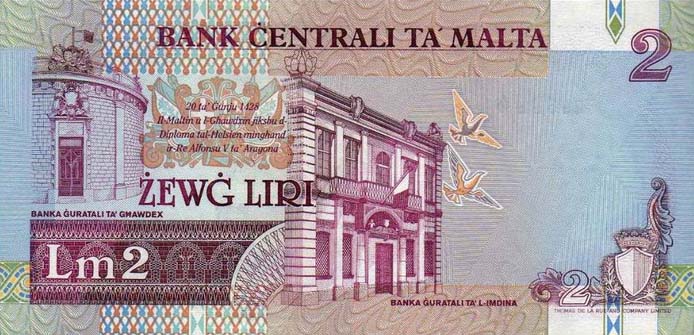 BANK ĊENTRALI TA' MALTA
2
20 ta' Ġunju 1428
Il-Maltin u l-Għawdxin jiksbu d-
Diploma tal-Ħelsien mingħand
ir-Re Alfonsu V ta' Aragona
ŻEWĠ LIRI
BANKA ĠURATALI TA' GĦAWDEX
Lm2
BANKA ĠURATALI TA' L-IMDINA
2
THOMAS DE LA RUE AND COMPANY LIMITED